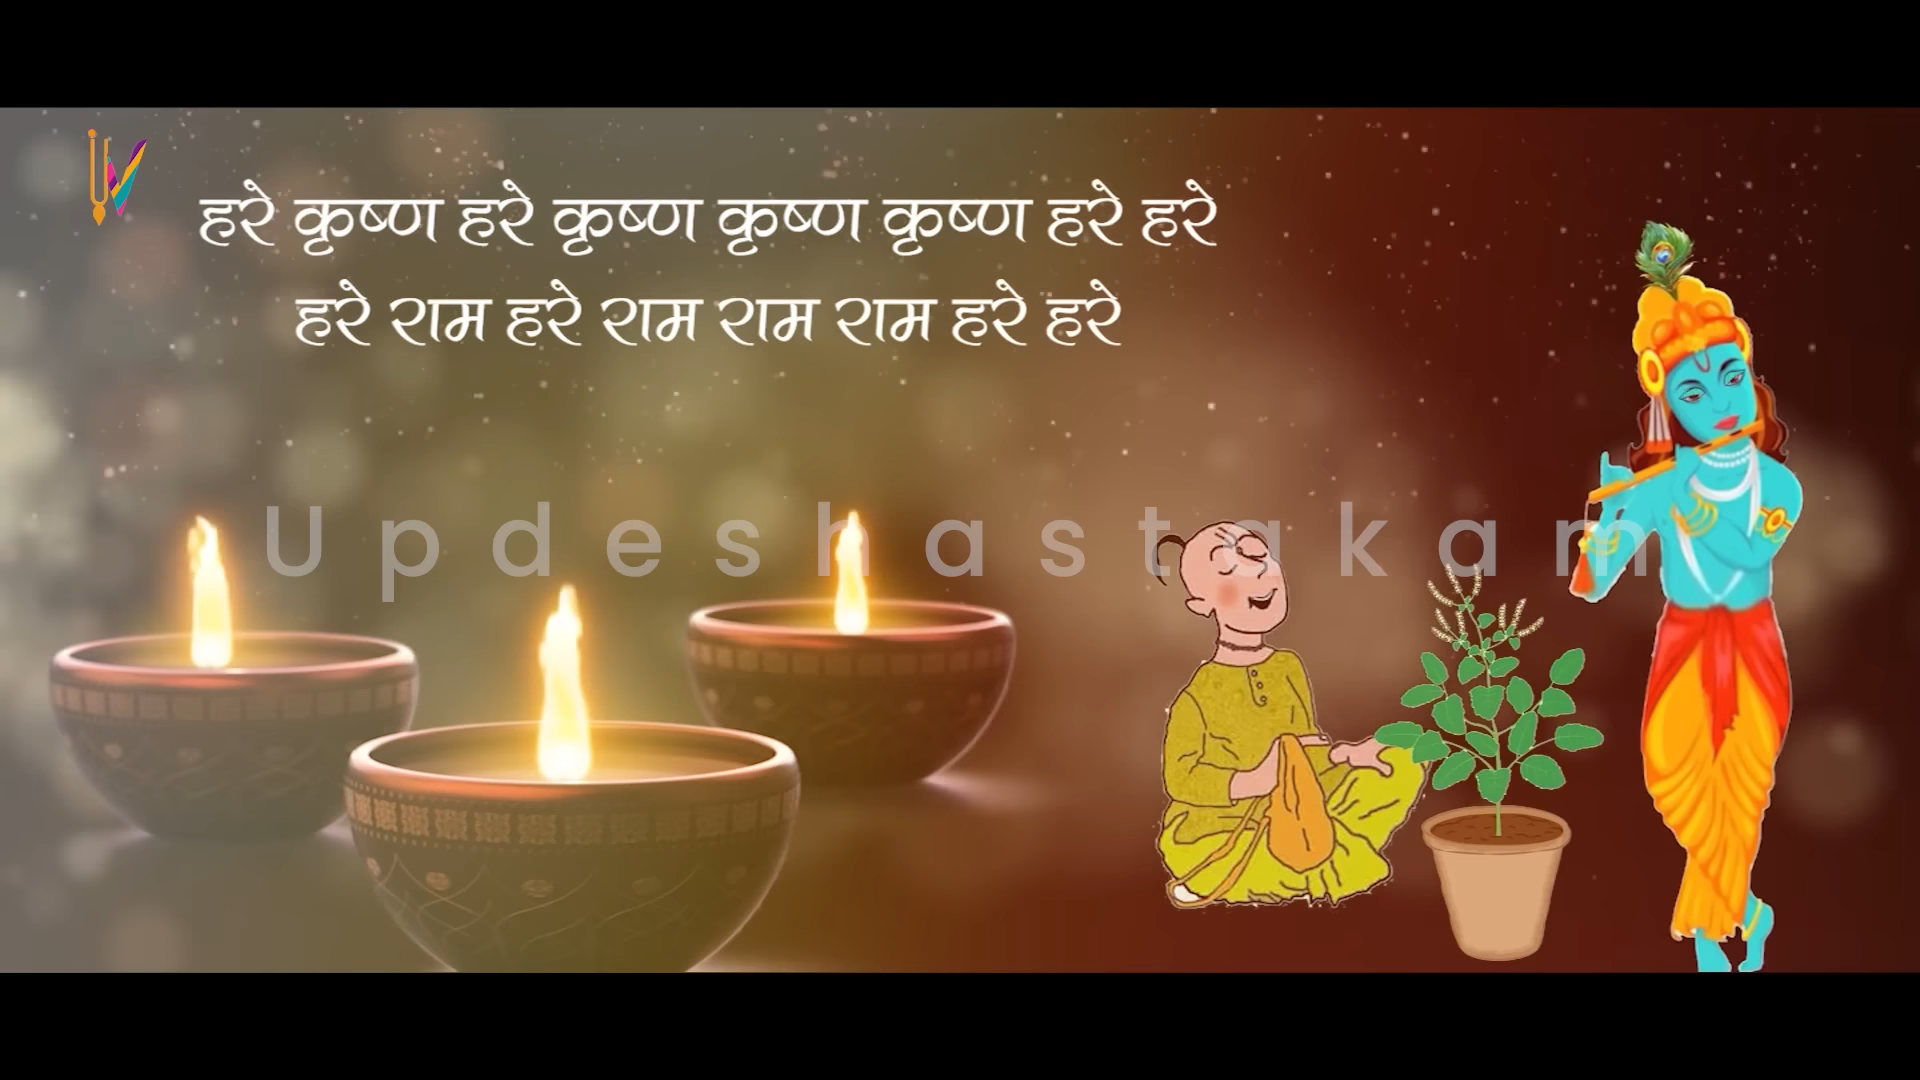 हरे कृष्ण हरे कृष्ण कृष्ण कृष्ण हरे हरे
हरे राम हरे राम राम राम हरे हरे
Updeshastakam